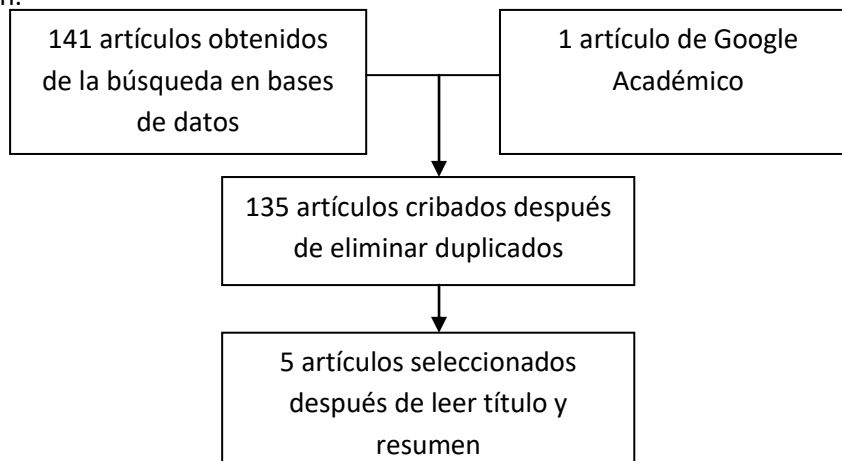 141 artículos obtenidos
de la búsqueda en bases
de datos
1 artículo de Google
Académico
135 artículos cribados después
de eliminar duplicados
5 artículos seleccionados
después de leer título y
resumen